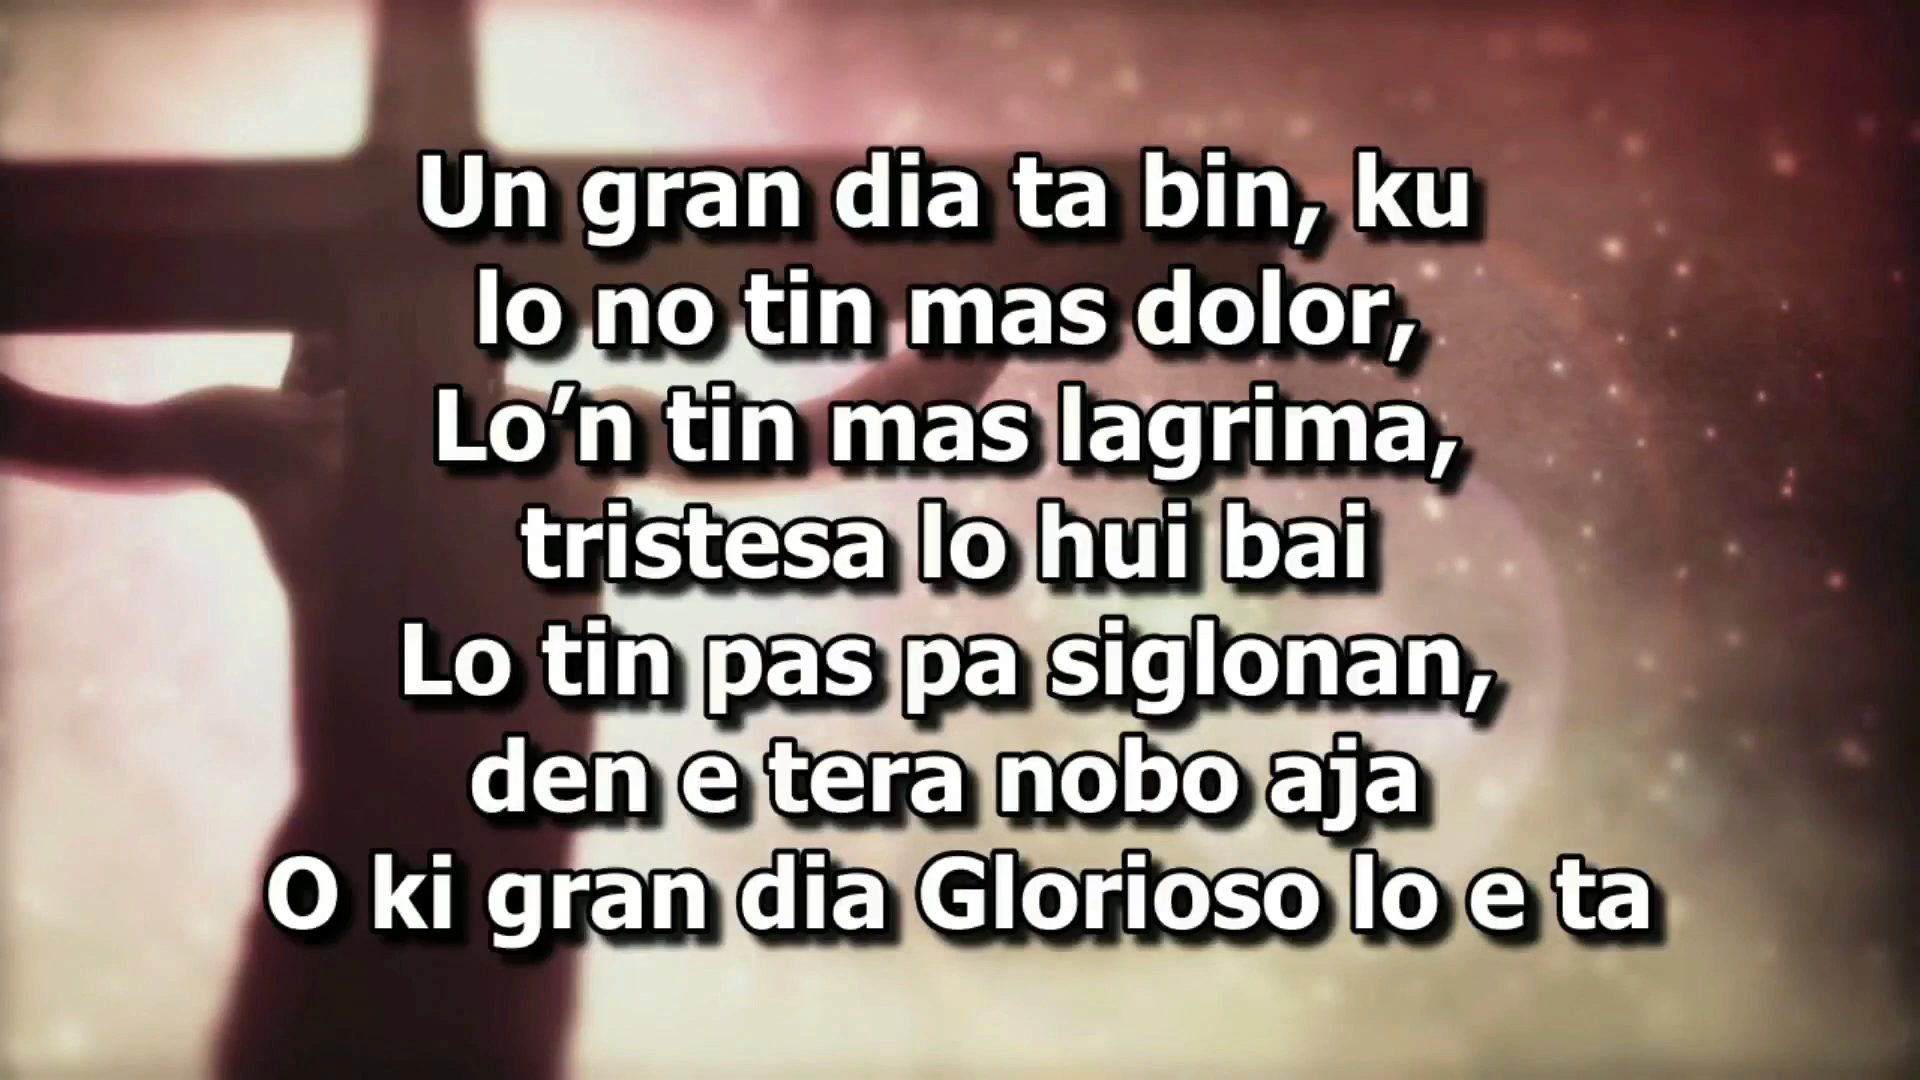 Un gran dia ta bin, ku
lo no tin mas dolor,
Lo’n tin mas lagrima,
tristesa lo hui bai
Lo tin pas pa siglonan,
den e tera nobo aja
O ki gran dia Glorioso lo e ta